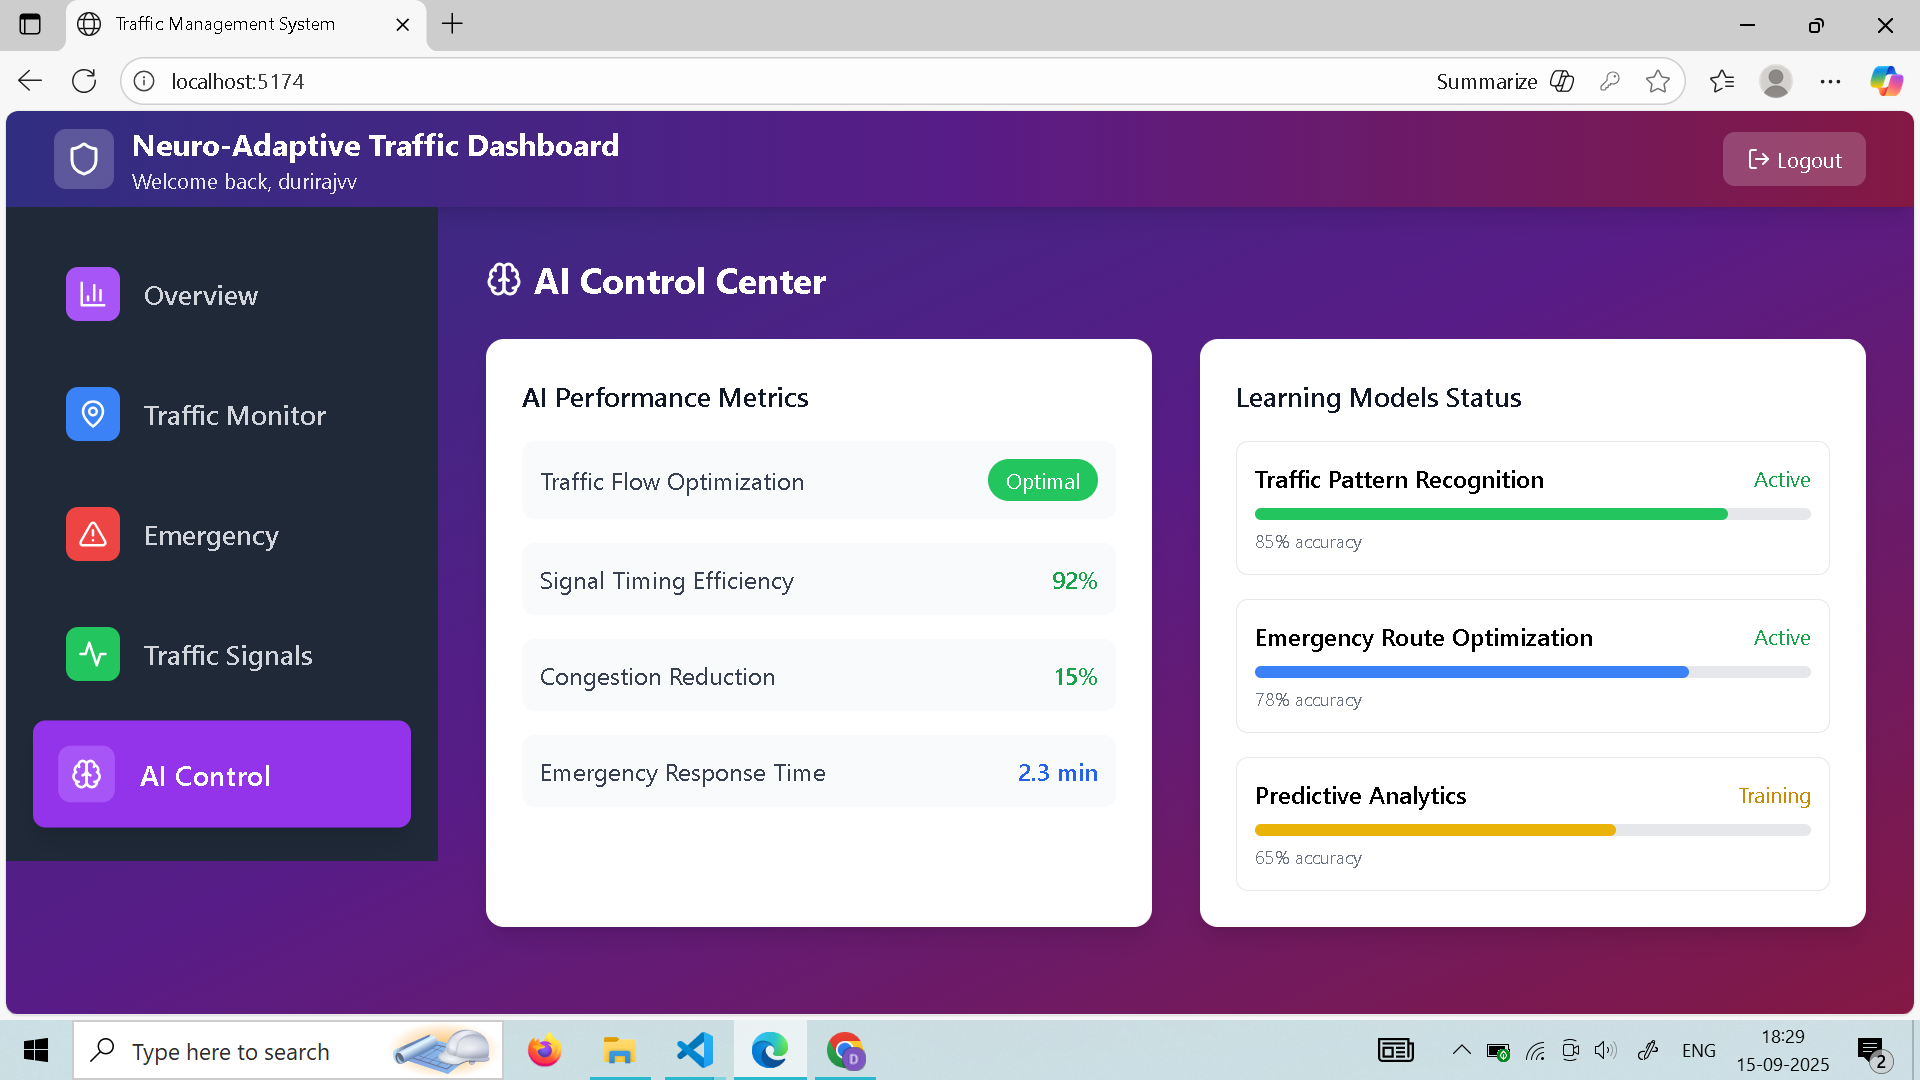 Traffic Management System
localhost:5174
Summarize
Neuro-Adaptive Traffic Dashboard
Welcome back, durirajvv
Logout
Overview
Traffic Monitor
Emergency
Traffic Signals
AI Control
AI Control Center
AI Performance Metrics
Traffic Flow Optimization
Optimal
Signal Timing Efficiency
92%
Congestion Reduction
15%
Emergency Response Time
2.3 min
Learning Models Status
Traffic Pattern Recognition
Active
85% accuracy
Emergency Route Optimization
Active
78% accuracy
Predictive Analytics
Training
65% accuracy
Type here to search
D
ENG
18:29
15-09-2025
2